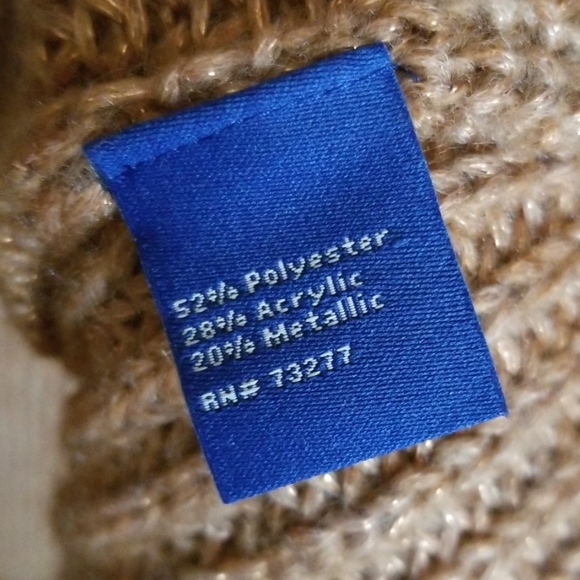 52% Polyester
28% Acrylic
20% Metallic
RN# 73277